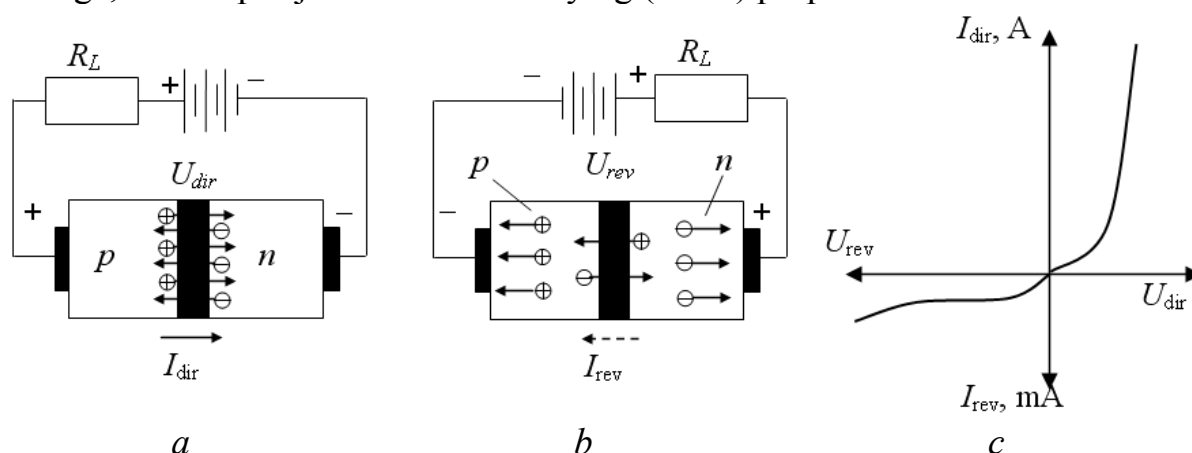 R_L
+
−
U_dir
+
−
p
n
I_dir
a
−
+
R_L
p
U_rev
n
−
+
I_rev
b
I_dir, A
U_rev
U_dir
I_rev, mA
c